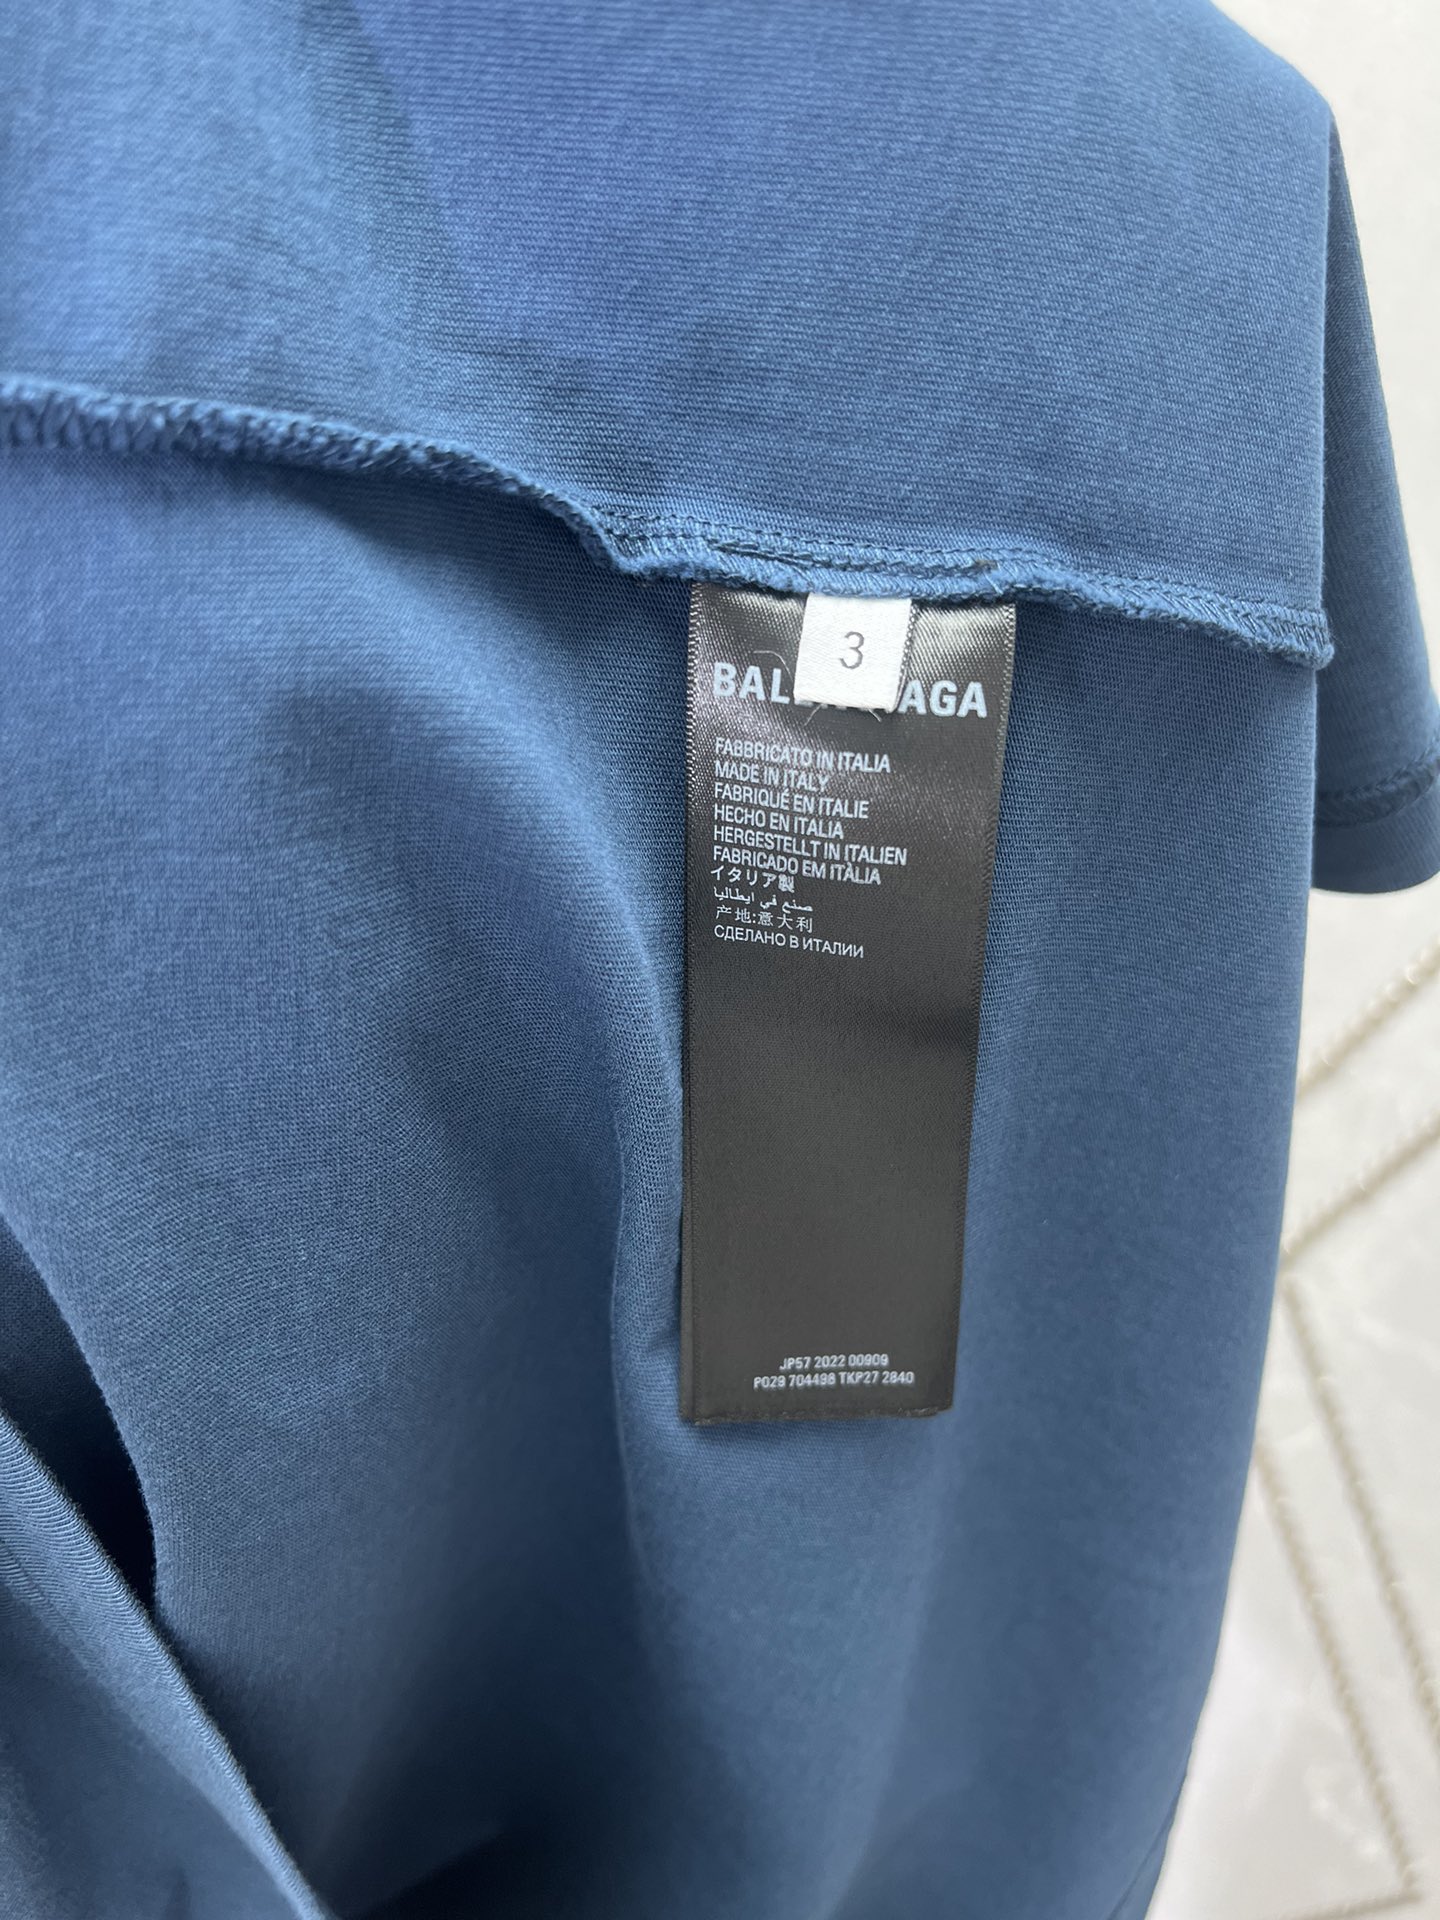 3
BALENCIAGA
FABBRICATO IN ITALIA
MADE IN ITALY
FABRIQUÉ EN ITALIE
HECHO EN ITALIA
HERGESTELLT IN ITALIEN
FABRICADO EM ITÀLIA
イタリア製
صنع في ايطاليا
产地:意大利
СДЕЛАНО В ИТАЛИИ
JP57 2022 00909
P029 704498 TKP27 2840